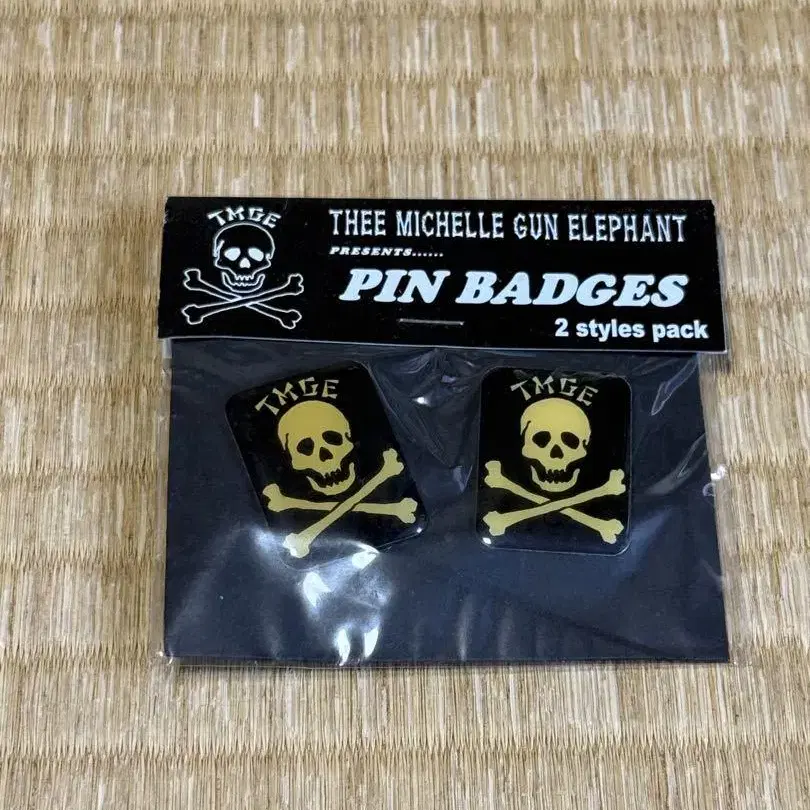 TMGE
THEE MICHELLE GUN ELEPHANT
PRESENTS......
PIN BADGES
2 styles pack
TMGE
TMGE